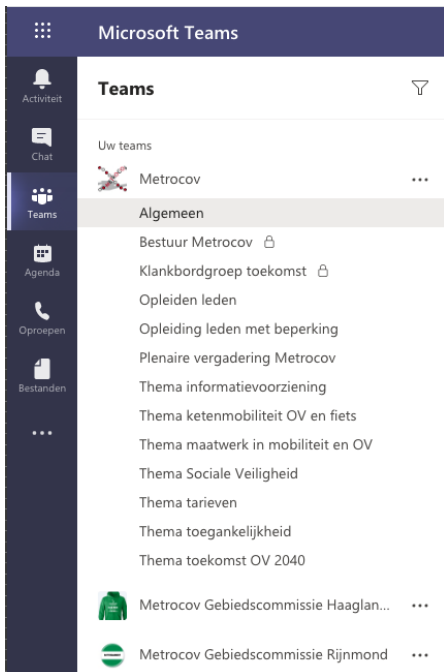 Microsoft Teams
Activiteit
Chat
Teams
Agenda
Oproepen
Bestanden
Teams
Uw teams
Metrocov
Algemeen
Bestuur Metrocov
Klankbordgroep toekomst
Opleiden leden
Opleiding leden met beperking
Plenaire vergadering Metrocov
Thema informatievoorziening
Thema ketenmobiliteit OV en fiets
Thema maatwerk in mobiliteit en OV
Thema Sociale Veiligheid
Thema tarieven
Thema toegankelijkheid
Thema toekomst OV 2040
Metrocov Gebiedscommissie Haaglan...
Metrocov Gebiedscommissie Rijnmond